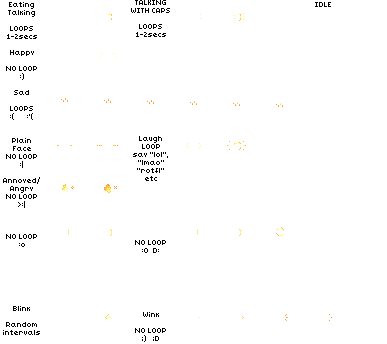 Eating
Talking
LOOPS
1-2secs
TALKING
WITH CAPS
LOOPS
1-2secs
IDLE
Happy
NO LOOP
:)
Sad
LOOPS
:( :'(
Plain
Face
NO LOOP
:|
Laugh
LOOP
say "lol",
"lmao"
"rotfl"
etc
Annoyed/
Angry
NO LOOP
>:|
NO LOOP
:o
NO LOOP
:O D:
Blink
Random
intervals
Wink
NO LOOP
;) ;D